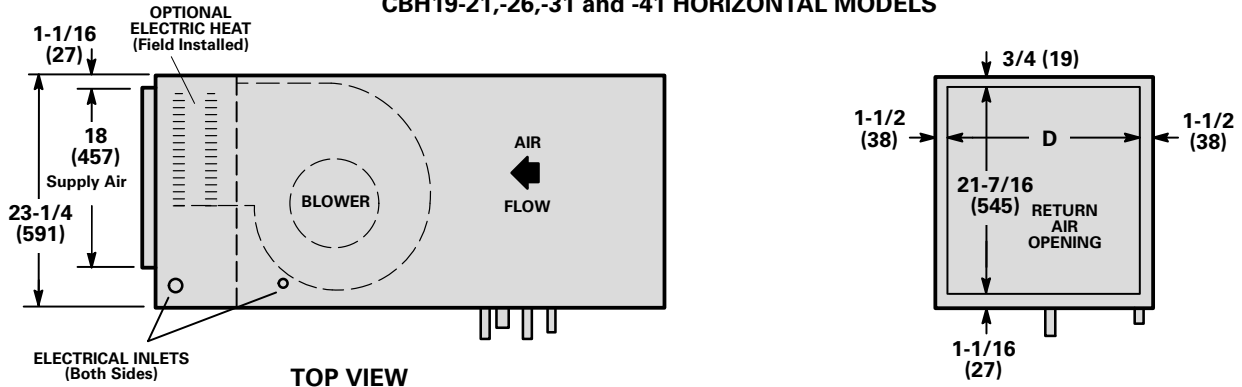 CBH19-21,-26,-31 and -41 HORIZONTAL MODELS
OPTIONAL
ELECTRIC HEAT
(Field Installed)
1-1/16
(27)
18
(457)
Supply Air
23-1/4
(591)
BLOWER
AIR
FLOW
ELECTRICAL INLETS
(Both Sides)
TOP VIEW
3/4 (19)
1-1/2
(38)
D
1-1/2
(38)
21-7/16
(545)
RETURN
AIR
OPENING
1-1/16
(27)